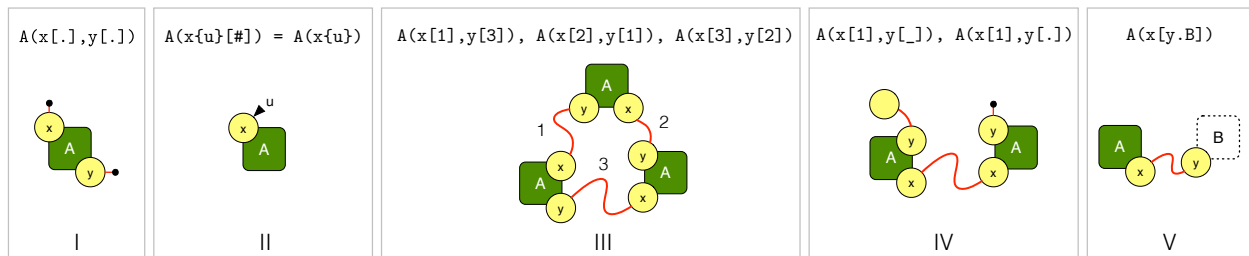 A(x[.],y[.])
x
A
y
I
A(x{u}[#]) = A(x{u})
u
x
A
II
A(x[1],y[3]), A(x[2],y[1]), A(x[3],y[2])
A
y
x
1
2
x
y
3
A
A
y
x
III
A(x[1],y[_]), A(x[1],y[.])
y
y
A
A
x
x
IV
A(x[y.B])
A
B
x
y
V